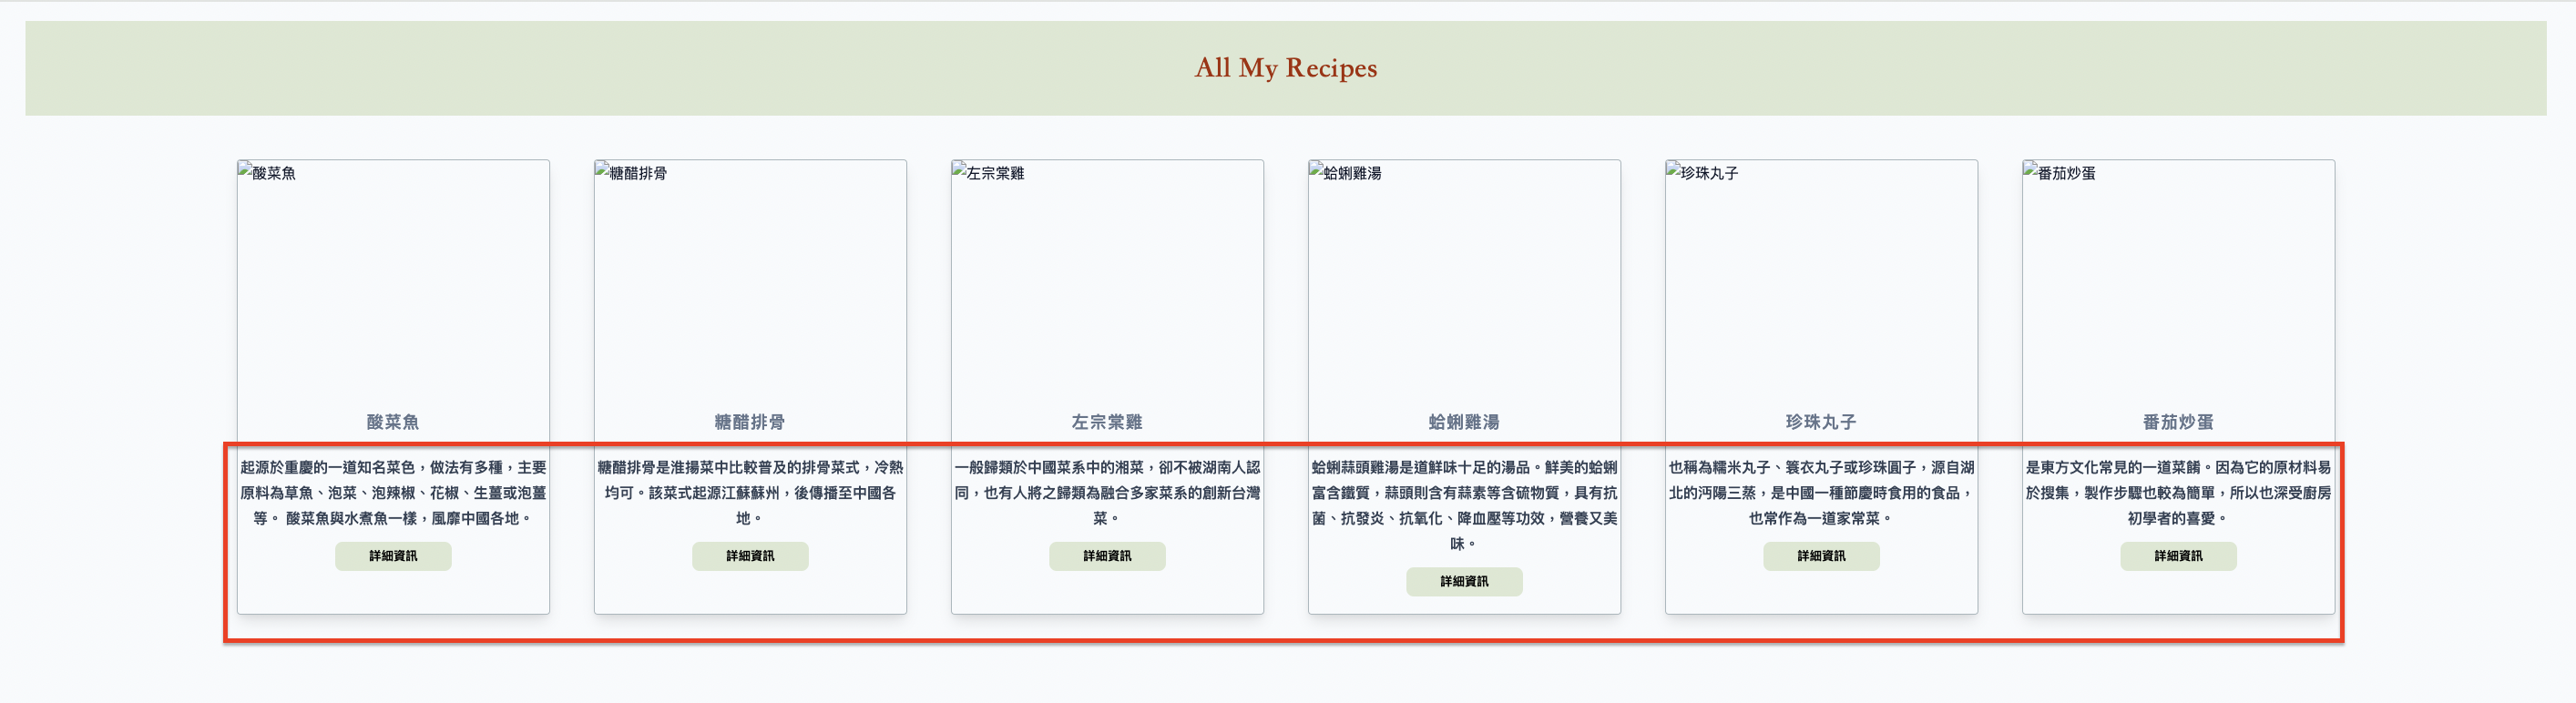 All My Recipes
酸菜魚
酸菜魚
起源於重慶的一道知名菜色，做法有多種，主要
原料為草魚、泡菜、泡辣椒、花椒、生薑或泡薑
等。 酸菜魚與水煮魚一樣，風靡中國各地。
詳細資訊
糖醋排骨
糖醋排骨
糖醋排骨是淮揚菜中比較普及的排骨菜式，冷熱
均可。該菜式起源江蘇蘇州，後傳播至中國各
地。
詳細資訊
左宗棠雞
左宗棠雞
一般歸類於中國菜系中的湘菜，卻不被湖南人認
同，也有人將之歸類為融合多家菜系的創新台灣
菜。
詳細資訊
蛤蜊雞湯
蛤蜊雞湯
蛤蜊蒜頭雞湯是道鮮味十足的湯品。鮮美的蛤蜊
富含鐵質，蒜頭則含有蒜素等含硫物質，具有抗
菌、抗發炎、抗氧化、降血壓等功效，營養又美
味。
詳細資訊
珍珠丸子
珍珠丸子
也稱為糯米丸子、簑衣丸子或珍珠圓子，源自湖
北的沔陽三蒸，是中國一種節慶時食用的食品，
也常作為一道家常菜。
詳細資訊
番茄炒蛋
番茄炒蛋
是東方文化常見的一道菜餚。因為它的原材料易
於搜集，製作步驟也較為簡單，所以也深受廚房
初學者的喜愛。
詳細資訊